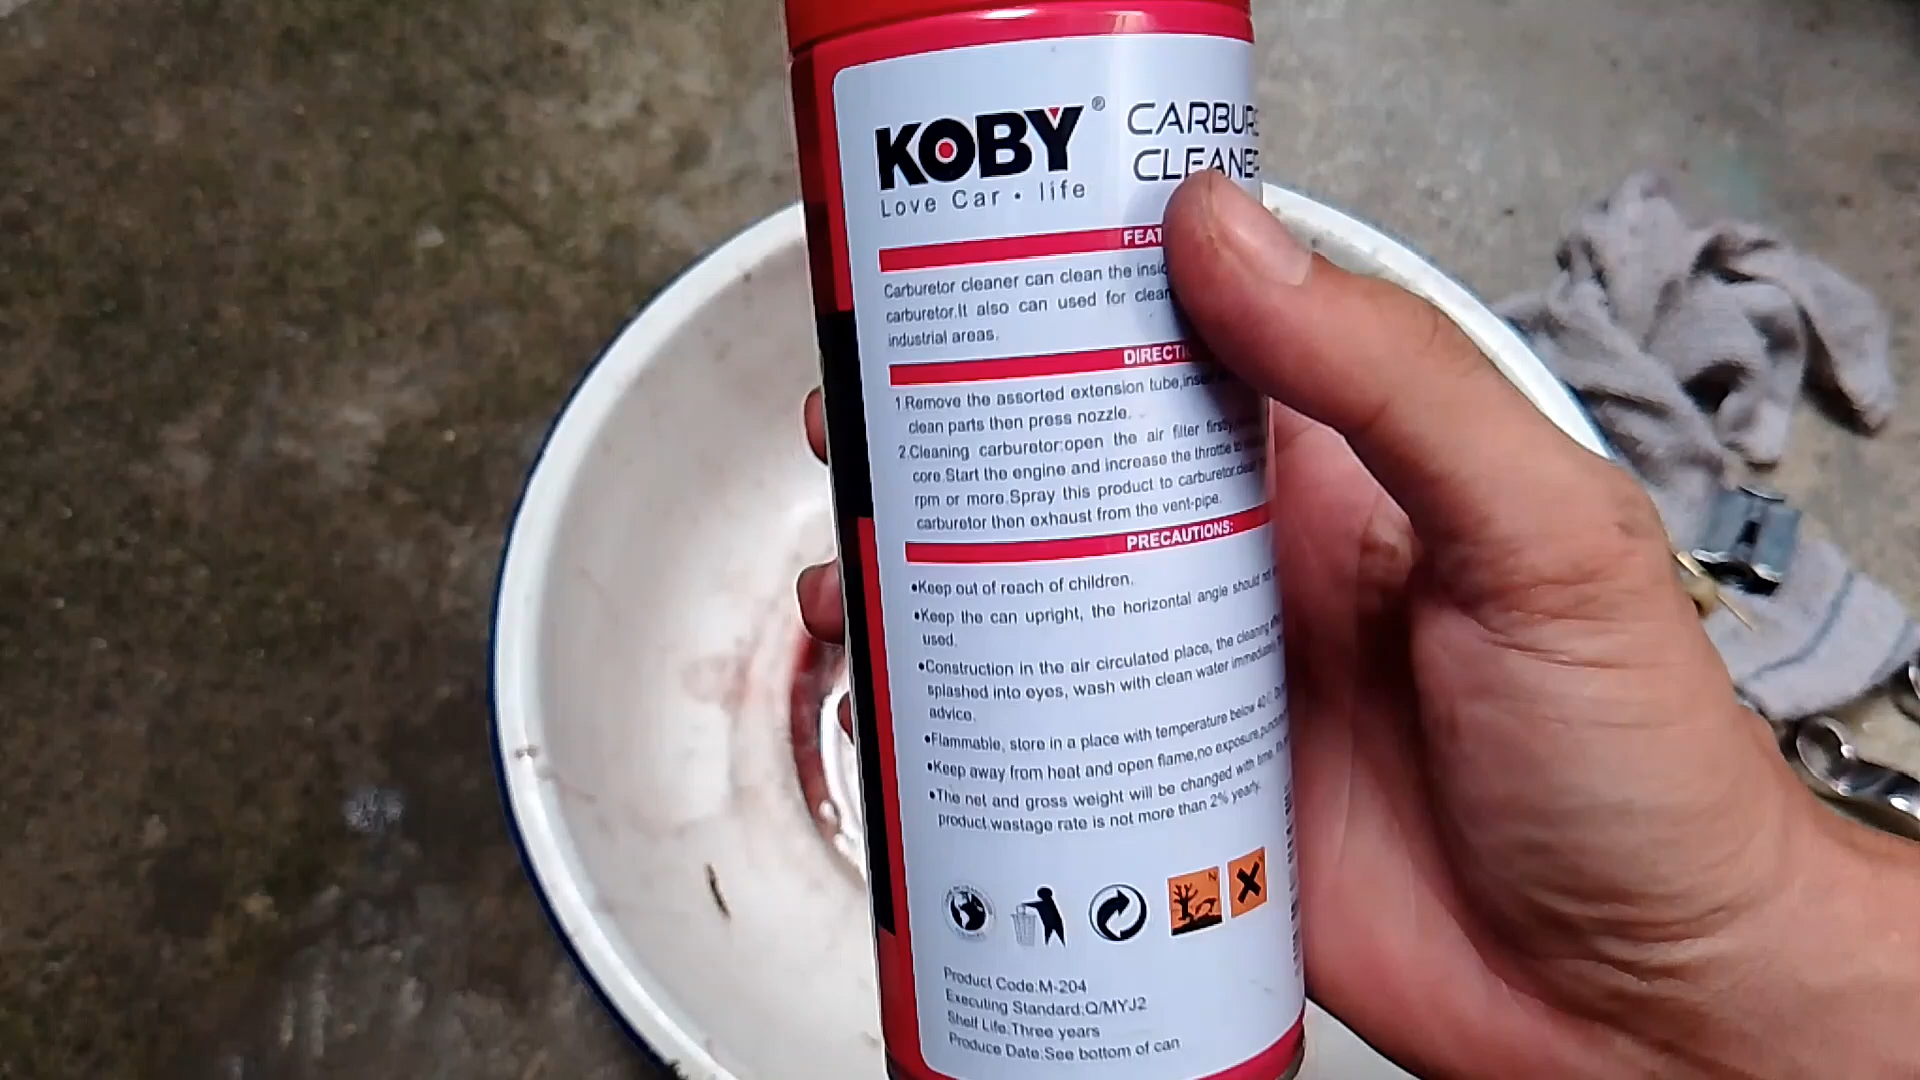 KOBY®
CARBURE
CLEANER
Love Car • life
FEAT
Carburetor cleaner can clean the insid
carburetor.It also can used for clean
industrial areas.
DIRECTI
1.Remove the assorted extension tube,inse
clean parts then press nozzle.
2.Cleaning carburetor:open the air filter firstly
core.Start the engine and increase the throttle to
rpm or more.Spray this product to carburetor,clean
carburetor then exhaust from the vent-pipe.
PRECAUTIONS:
•Keep out of reach of children.
•Keep the can upright, the horizontal angle should not
used.
•Construction in the air circulated place, the cleaning
splashed into eyes, wash with clean water immediately
advice.
•Flammable, store in a place with temperature below 40
•Keep away from heat and open flame,no exposure,
•The net and gross weight will be changed with time.
product wastage rate is not more than 2% yearly.
N
Product Code:M-204
Executing Standard:Q/MYJ2
Shelf Life:Three years
Produce Date:See bottom of can